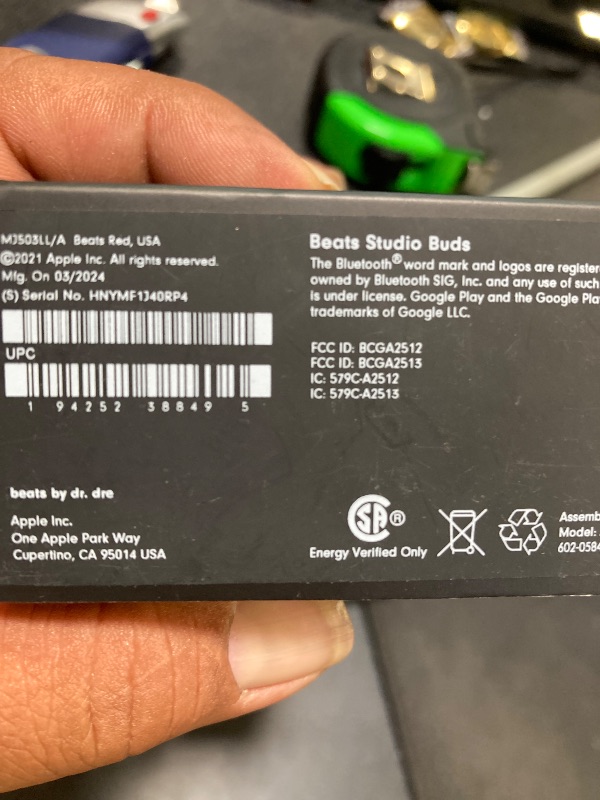 MJ503LL/A Beats Red, USA
©2021 Apple Inc. All rights reserved.
Mfg. On 03/2024
(S) Serial No. HNYMF1J40RP4
UPC
1 94252 38849 5
beats by dr. dre
Apple Inc.
One Apple Park Way
Cupertino, CA 95014 USA
Beats Studio Buds
The Bluetooth® word mark and logos are register
owned by Bluetooth SIG, Inc. and any use of such
is under license. Google Play and the Google Pla
trademarks of Google LLC.
FCC ID: BCGA2512
FCC ID: BCGA2513
IC: 579C-A2512
IC: 579C-A2513
SA®
Energy Verified Only
Assemb
Model:
602-0584